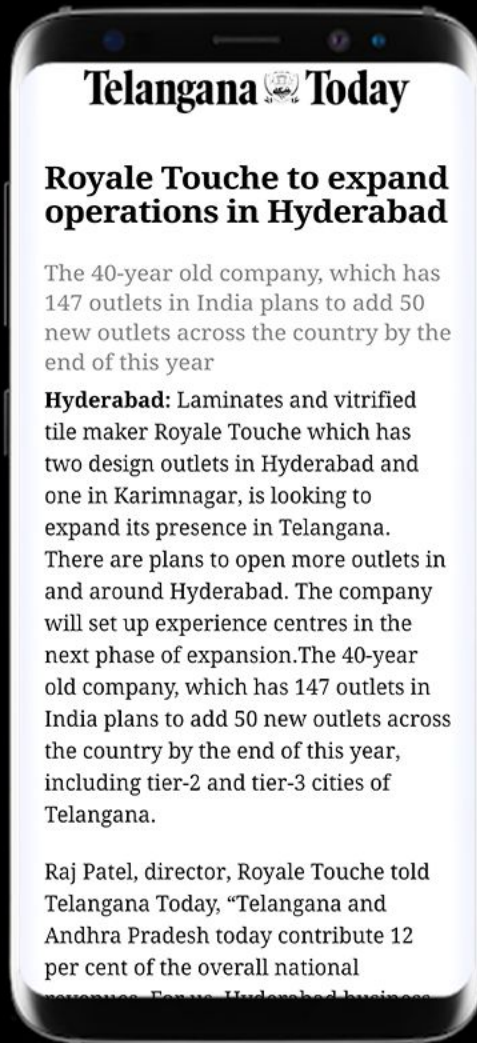 Telangana Today
Royale Touche to expand
operations in Hyderabad
The 40-year old company, which has
147 outlets in India plans to add 50
new outlets across the country by the
end of this year
Hyderabad: Laminates and vitrified
tile maker Royale Touche which has
two design outlets in Hyderabad and
one in Karimnagar, is looking to
expand its presence in Telangana.
There are plans to open more outlets in
and around Hyderabad. The company
will set up experience centres in the
next phase of expansion.The 40-year
old company, which has 147 outlets in
India plans to add 50 new outlets across
the country by the end of this year,
including tier-2 and tier-3 cities of
Telangana.
Raj Patel, director, Royale Touche told
Telangana Today, “Telangana and
Andhra Pradesh today contribute 12
per cent of the overall national
revenues. For us, Hyderabad business